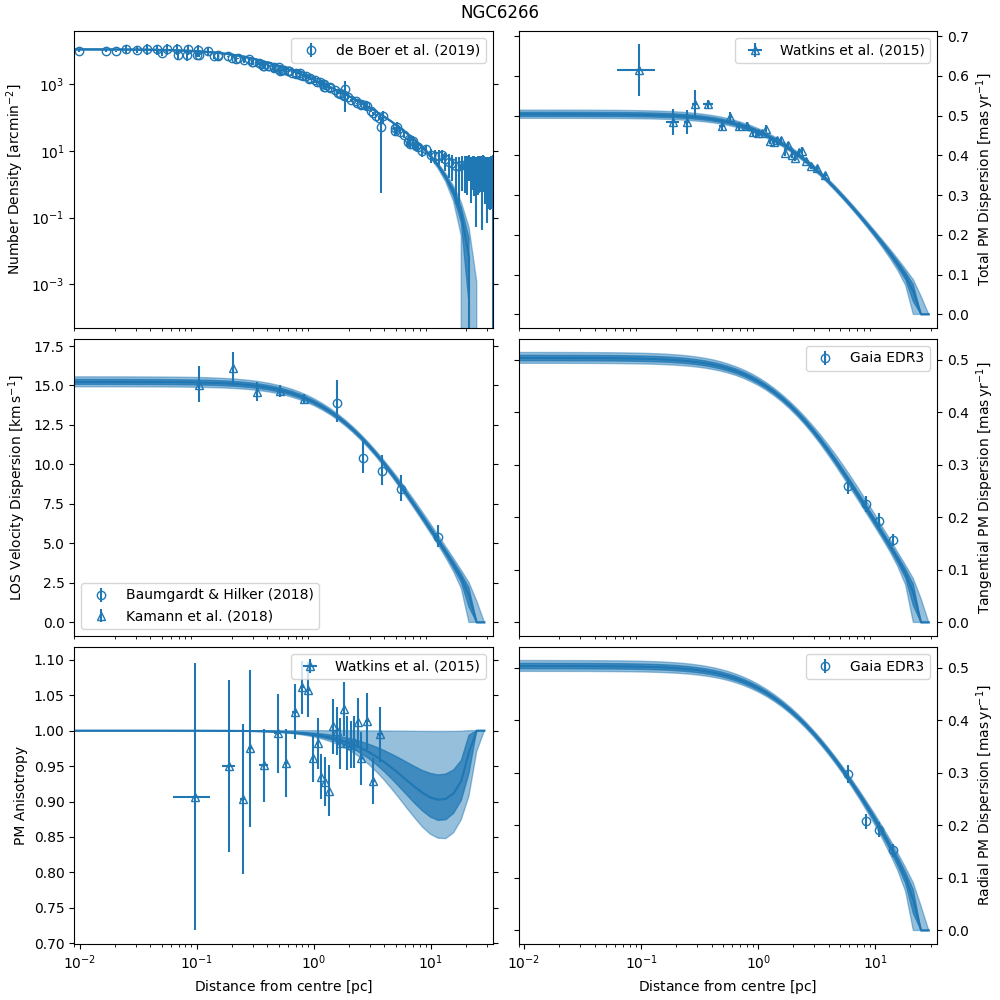 NGC6266
de Boer et al. (2019)
Number Density [arcmin⁻²]
10³
10¹
10⁻¹
10⁻³
Watkins et al. (2015)
0.7
0.6
0.5
0.4
0.3
0.2
0.1
0.0
Total PM Dispersion [mas yr⁻¹]
LOS Velocity Dispersion [km s⁻¹]
17.5
15.0
12.5
10.0
7.5
5.0
2.5
0.0
Baumgardt & Hilker (2018)
Kamann et al. (2018)
Gaia EDR3
0.5
0.4
0.3
0.2
0.1
0.0
Tangential PM Dispersion [mas yr⁻¹]
PM Anisotropy
1.10
1.05
1.00
0.95
0.90
0.85
0.80
0.75
0.70
Watkins et al. (2015)
10⁻² 10⁻¹ 10⁰ 10¹
Distance from centre [pc]
Gaia EDR3
0.5
0.4
0.3
0.2
0.1
0.0
Radial PM Dispersion [mas yr⁻¹]
10⁻² 10⁻¹ 10⁰ 10¹
Distance from centre [pc]